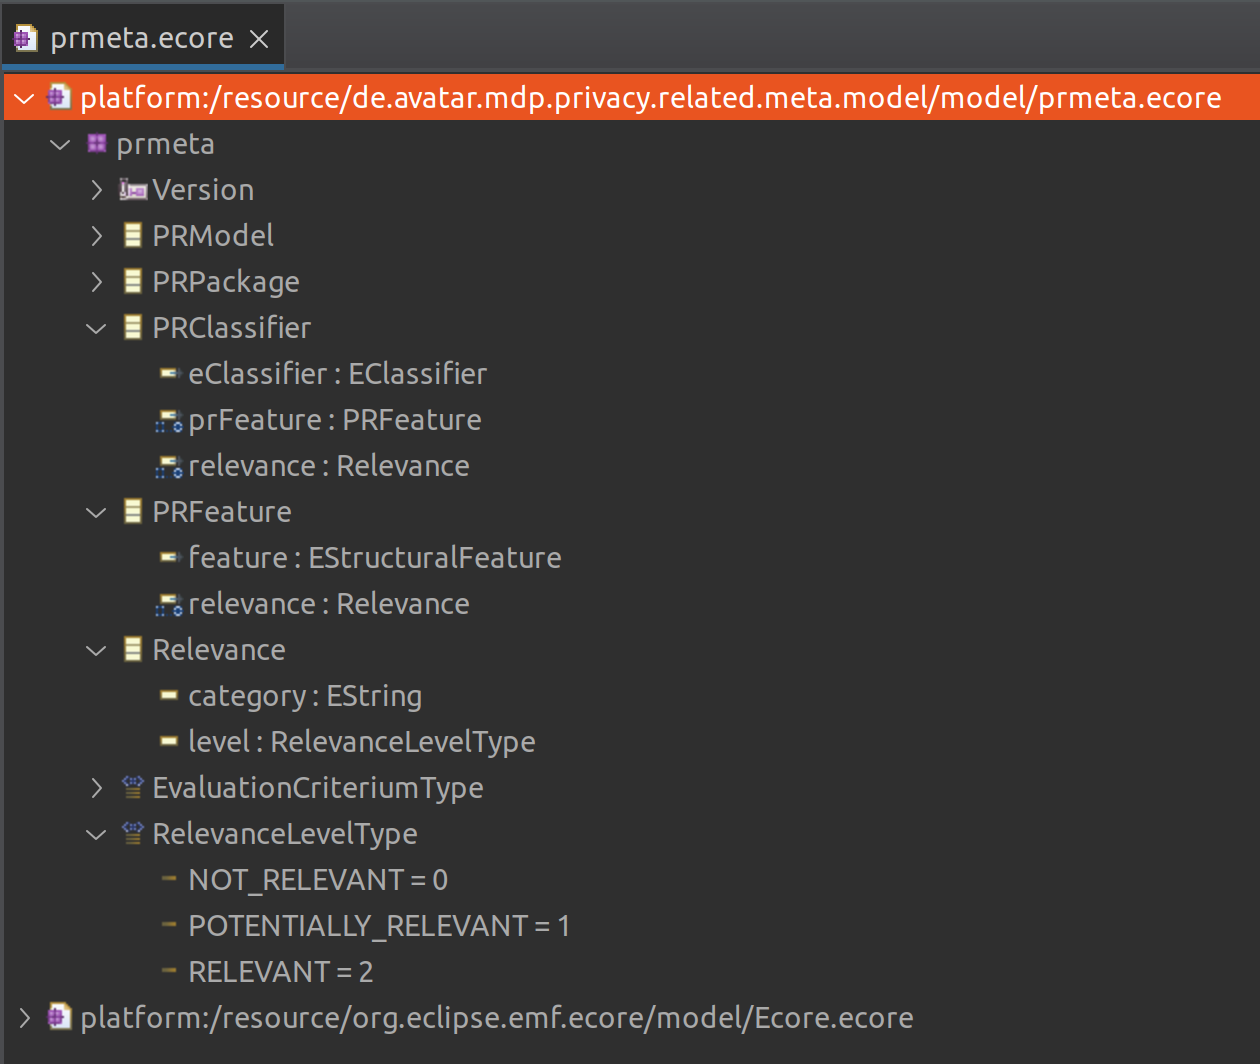 prmeta.ecore
platform:/resource/de.avatar.mdp.privacy.related.meta.model/model/prmeta.ecore
prmeta
Version
PRModel
PRPackage
PRClassifier
eClassifier : EClassifier
prFeature : PRFeature
relevance : Relevance
PRFeature
feature : EStructuralFeature
relevance : Relevance
Relevance
category : EString
level : RelevanceLevelType
EvaluationCriteriumType
RelevanceLevelType
NOT_RELEVANT = 0
POTENTIALLY_RELEVANT = 1
RELEVANT = 2
platform:/resource/org.eclipse.emf.ecore/model/Ecore.ecore